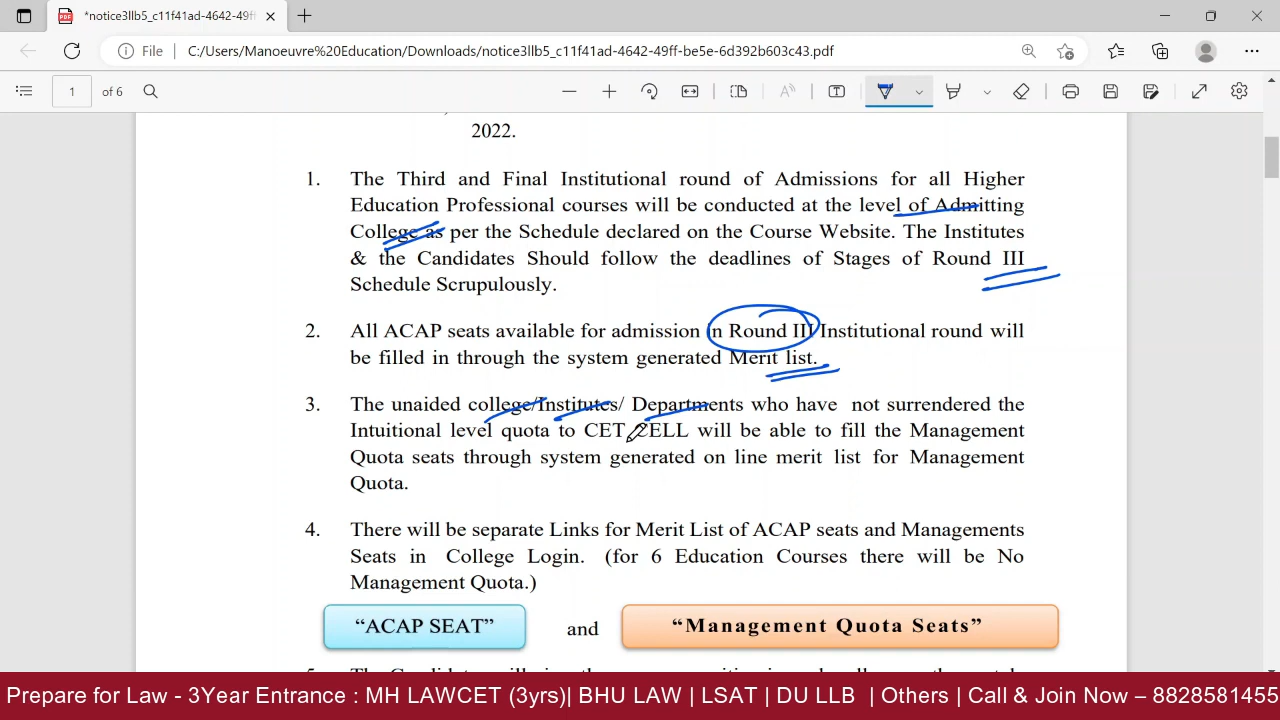 *notice3llb5_c11f41ad-4642-49ff
File C:/Users/Manoeuvre%20Education/Downloads/notice3llb5_c11f41ad-4642-49ff-be5e-6d392b603c43.pdf
1 of 6
2022.
1. The Third and Final Institutional round of Admissions for all Higher
Education Professional courses will be conducted at the level of Admitting
College as per the Schedule declared on the Course Website. The Institutes
& the Candidates Should follow the deadlines of Stages of Round III
Schedule Scrupulously.
2. All ACAP seats available for admission in Round III Institutional round will
be filled in through the system generated Merit list.
3. The unaided college/Institutes/ Departments who have not surrendered the
Intuitional level quota to CET CELL will be able to fill the Management
Quota seats through system generated on line merit list for Management
Quota.
4. There will be separate Links for Merit List of ACAP seats and Managements
Seats in College Login. (for 6 Education Courses there will be No
Management Quota.)
“ACAP SEAT” and “Management Quota Seats”
Prepare for Law - 3Year Entrance : MH LAWCET (3yrs)| BHU LAW | LSAT | DU LLB | Others | Call & Join Now – 8828581455